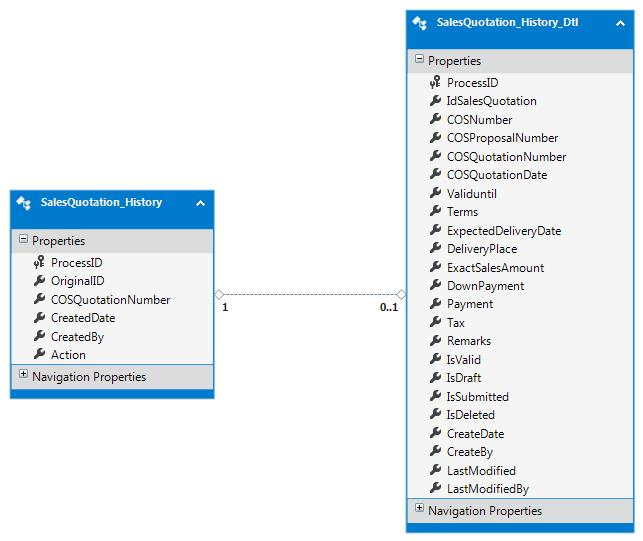 SalesQuotation_History
Properties
ProcessID
OriginalID
COSQuotationNumber
CreatedDate
CreatedBy
Action
Navigation Properties
1
0..1
SalesQuotation_History_Dtl
Properties
ProcessID
IdSalesQuotation
COSNumber
COSProposalNumber
COSQuotationNumber
COSQuotationDate
Validuntil
Terms
ExpectedDeliveryDate
DeliveryPlace
ExactSalesAmount
DownPayment
Payment
Tax
Remarks
IsValid
IsDraft
IsSubmitted
IsDeleted
CreateDate
CreateBy
LastModified
LastModifiedBy
Navigation Properties